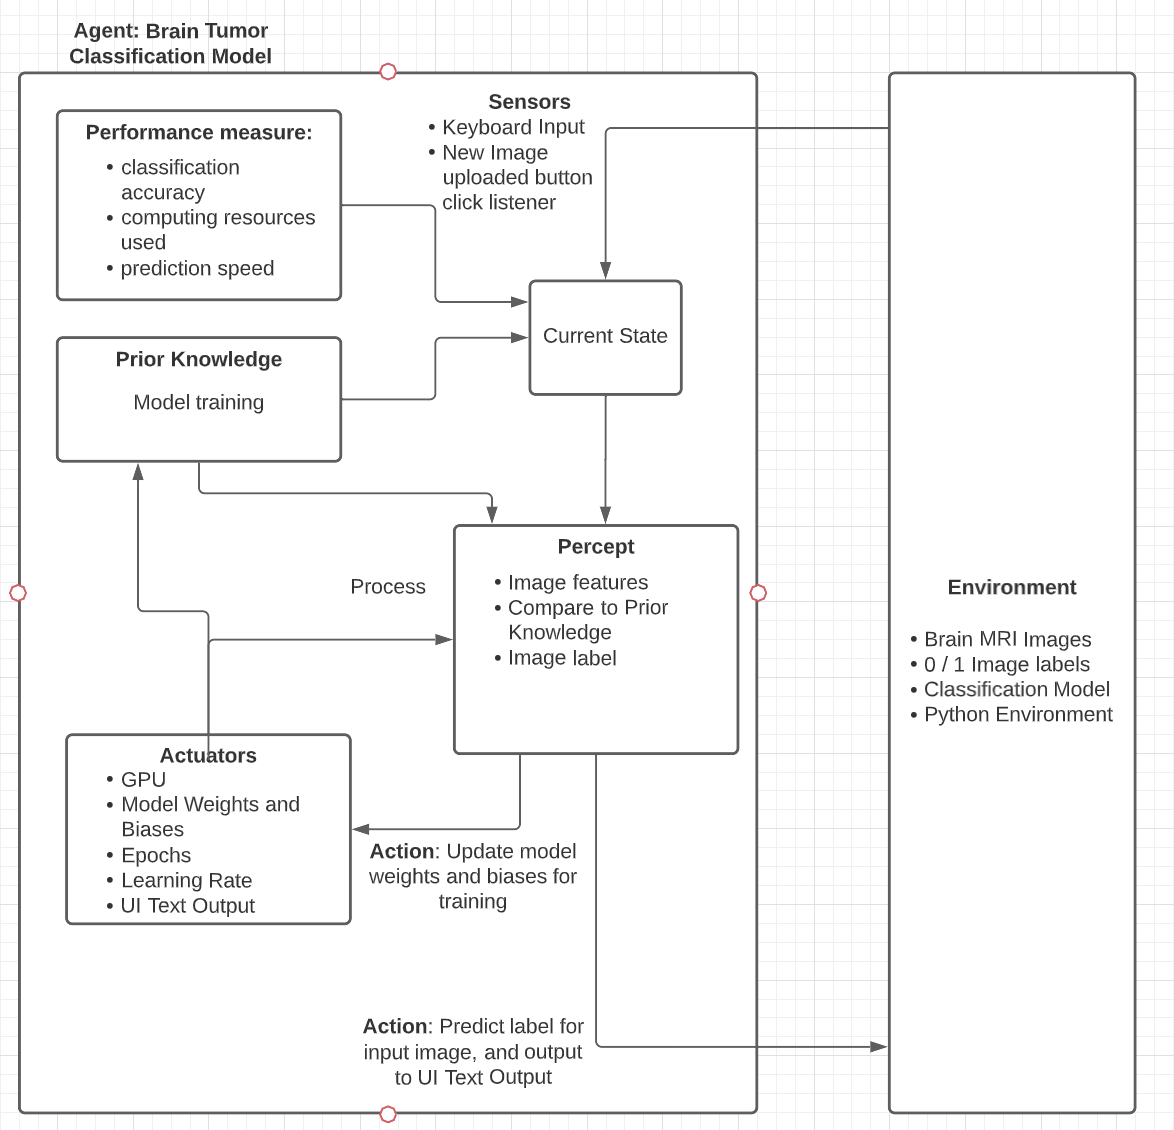 Agent: Brain Tumor
Classification Model
Performance measure:
• classification
accuracy
• computing resources
used
• prediction speed
Sensors
• Keyboard Input
• New Image
uploaded button
click listener
Current State
Prior Knowledge
Model training
Process
Percept
• Image features
• Compare to Prior
Knowledge
• Image label
Actuators
• GPU
• Model Weights and
Biases
• Epochs
• Learning Rate
• UI Text Output
Action: Update model
weights and biases for
training
Action: Predict label for
input image, and output
to UI Text Output
Environment
• Brain MRI Images
• 0 / 1 Image labels
• Classification Model
• Python Environment